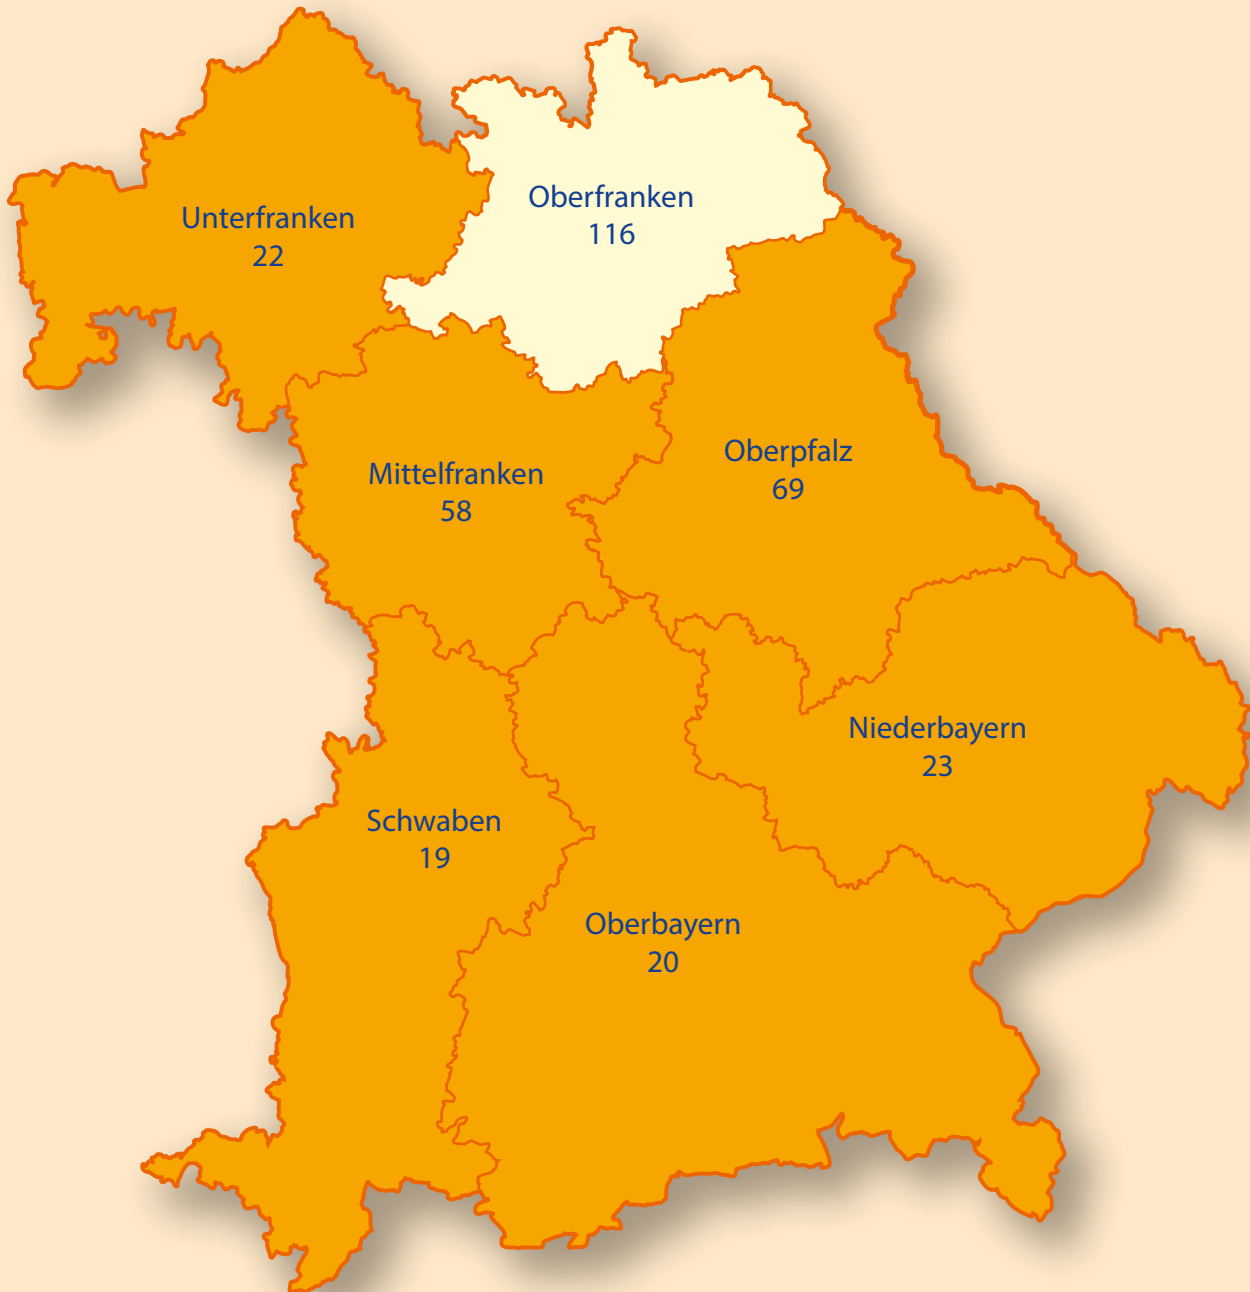 Oberfranken
116
Unterfranken
22
Oberpfalz
69
Mittelfranken
58
Niederbayern
23
Schwaben
19
Oberbayern
20